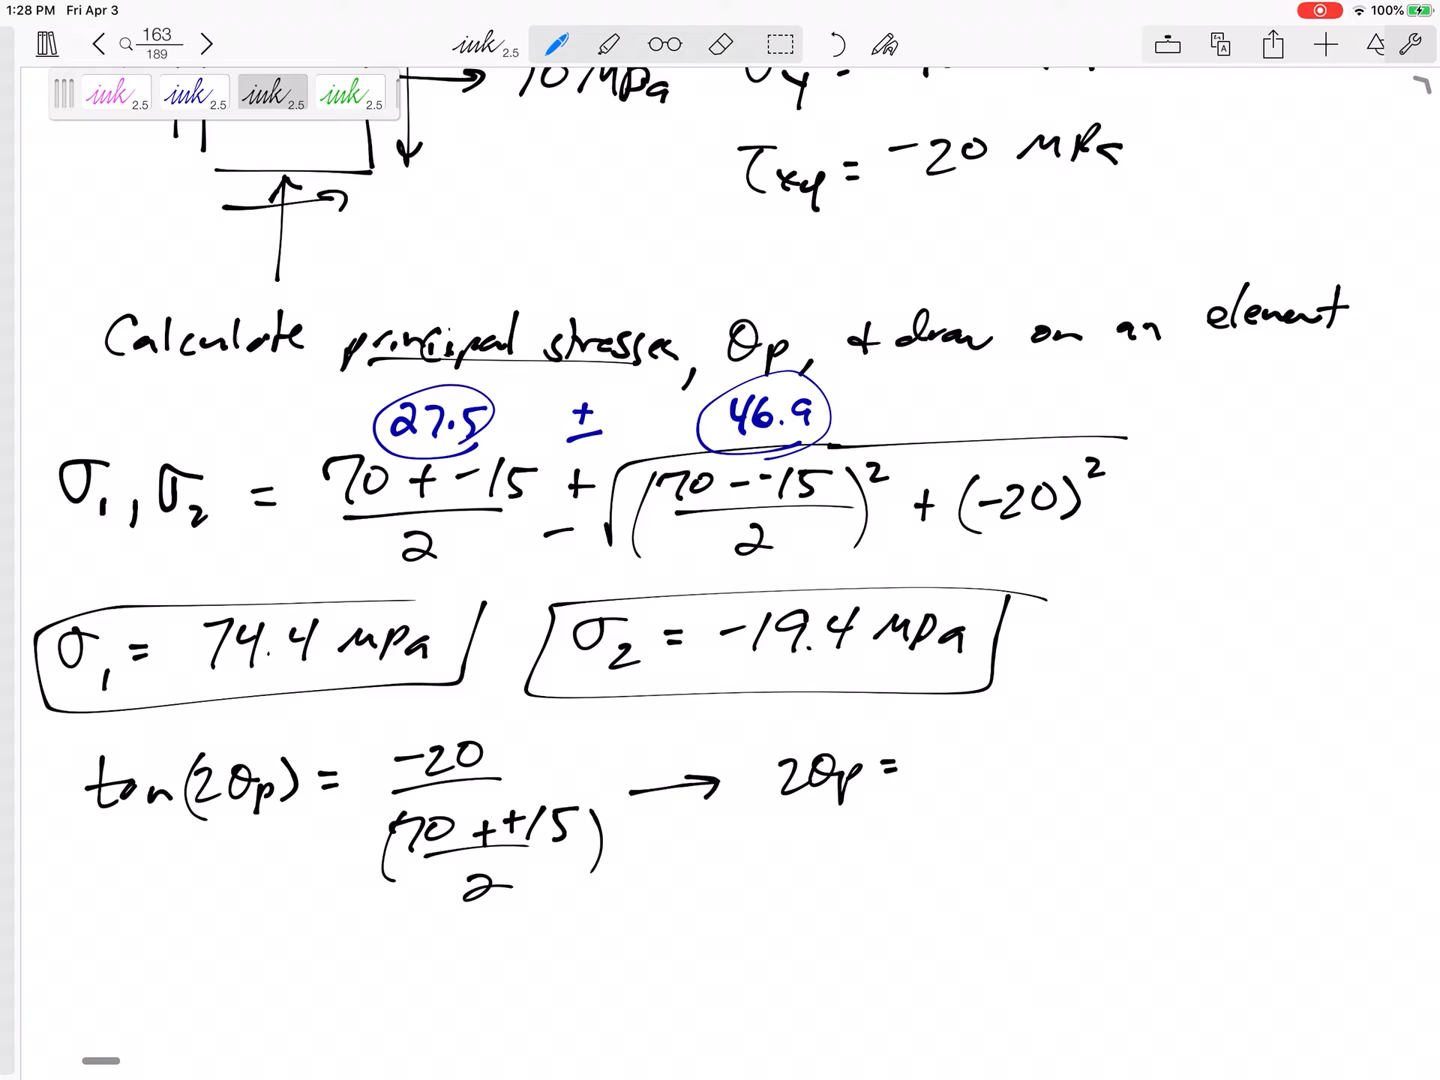 1:28 PM Fri Apr 3
100%
163
189
ink 2.5
ink 2.5 ink 2.5 ink 2.5 ink 2.5
70 MPa
τxy = -20 MPa
Calculate principal stresses, θp, + draw on an element
27.5 ± 46.9
σ1, σ2 = 70 + -15 / 2 ± √((70 - -15 / 2)² + (-20)²)
σ1 = 74.4 MPa σ2 = -19.4 MPa
tan(2θp) = -20 / (70 + +15 / 2) → 2θp =